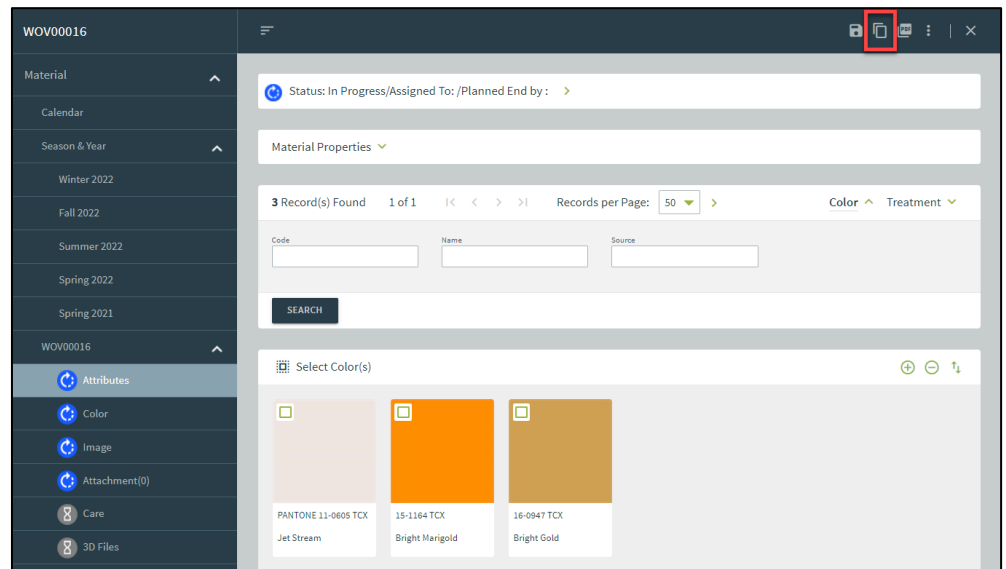 WOV00016
PDF
Material
Calendar
Season & Year
Winter 2022
Fall 2022
Summer 2022
Spring 2022
Spring 2021
WOV00016
Attributes
Color
Image
Attachment(0)
Care
3D Files
Status: In Progress/Assigned To: /Planned End by :
Material Properties
3 Record(s) Found 1 of 1 Records per Page: 50 Color Treatment
Code Name Source
SEARCH
Select Color(s)
PANTONE 11-0605 TCX
Jet Stream
15-1164 TCX
Bright Marigold
16-0947 TCX
Bright Gold